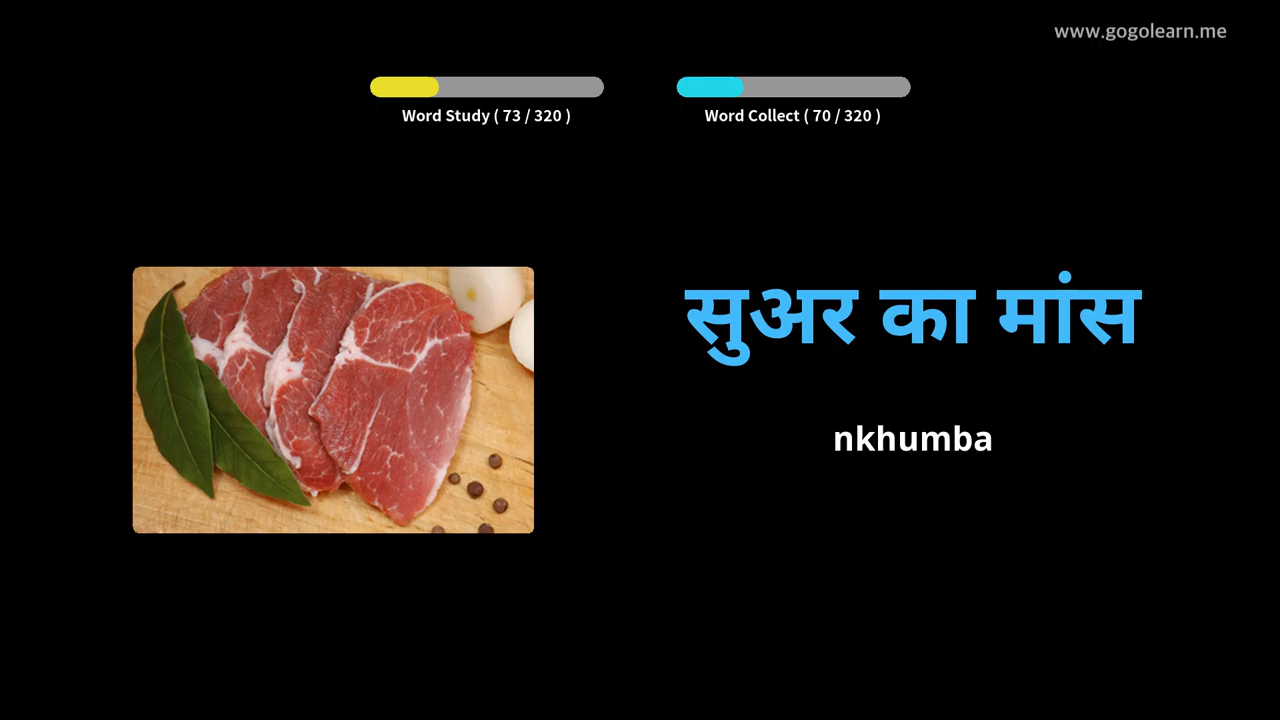 www.gogolearn.me
Word Study ( 73 / 320 )
Word Collect ( 70 / 320 )
सुअर का मांस
nkhumba